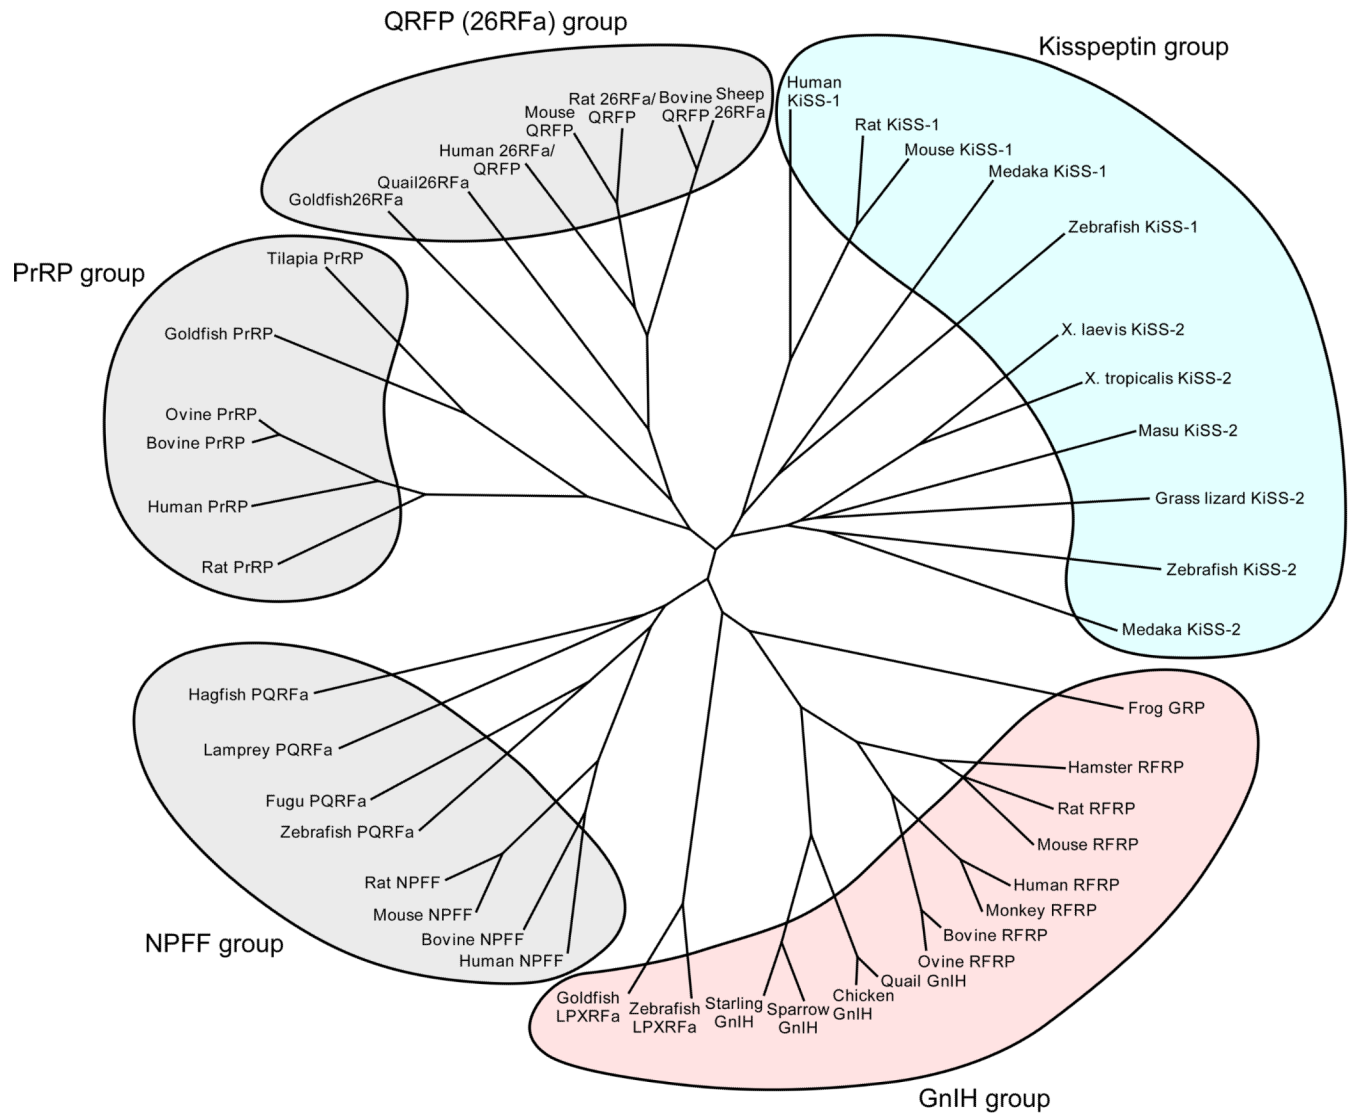 QRFP (26RFa) group
Kisspeptin group
Human
KiSS-1
Rat KiSS-1
Mouse KiSS-1
Medaka KiSS-1
Zebrafish KiSS-1
X. laevis KiSS-2
X. tropicalis KiSS-2
Masu KiSS-2
Grass lizard KiSS-2
Zebrafish KiSS-2
Medaka KiSS-2
Sheep
26RFa
Bovine
QRFP
Rat 26RFa/
QRFP
Mouse
QRFP
Human 26RFa/
QRFP
Quail26RFa
Goldfish26RFa
PrRP group
Tilapia PrRP
Goldfish PrRP
Ovine PrRP
Bovine PrRP
Human PrRP
Rat PrRP
Hagfish PQRFa
Lamprey PQRFa
Fugu PQRFa
Zebrafish PQRFa
Rat NPFF
Mouse NPFF
Bovine NPFF
Human NPFF
NPFF group
Frog GRP
Hamster RFRP
Rat RFRP
Mouse RFRP
Human RFRP
Monkey RFRP
Bovine RFRP
Ovine RFRP
Quail GnIH
Chicken
GnIH
Sparrow
GnIH
Starling
GnIH
Zebrafish
LPXRFa
Goldfish
LPXRFa
GnIH group